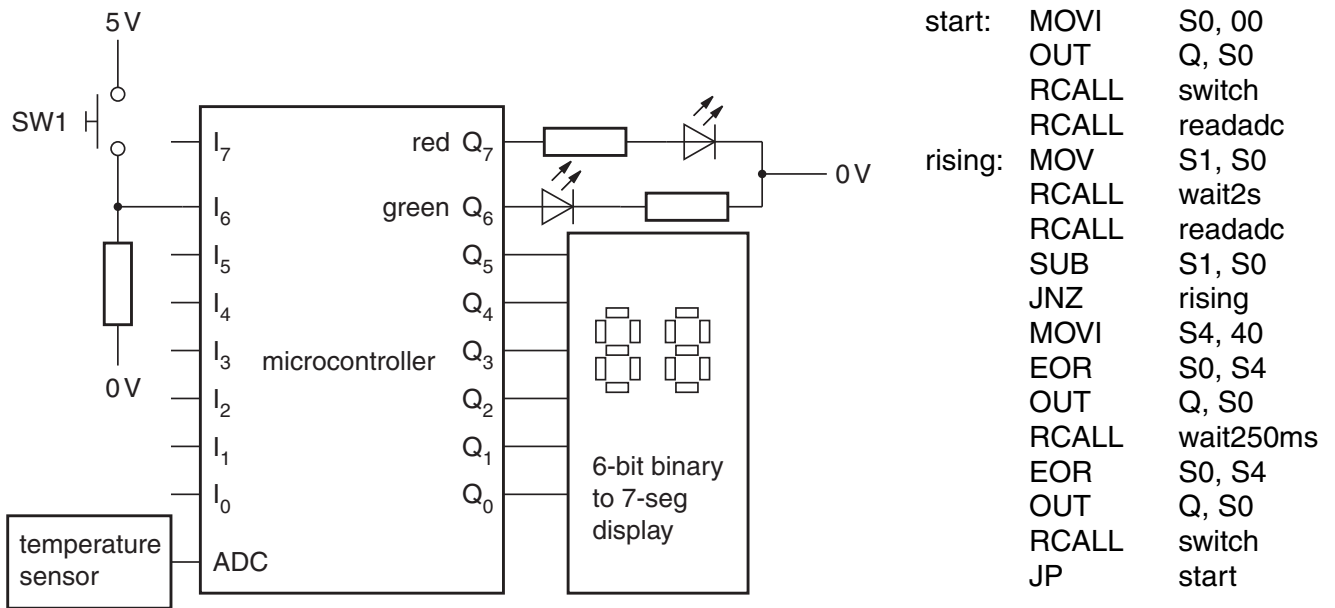 5 V
SW1
0 V
I7
I6
I5
I4
I3
I2
I1
I0
ADC
microcontroller
red Q7
green Q6
Q5
Q4
Q3
Q2
Q1
Q0
0 V
6-bit binary
to 7-seg
display
temperature
sensor
start: MOVI S0, 00
OUT Q, S0
RCALL switch
RCALL readadc
rising: MOV S1, S0
RCALL wait2s
RCALL readadc
SUB S1, S0
JNZ rising
MOVI S4, 40
EOR S0, S4
OUT Q, S0
RCALL wait250ms
EOR S0, S4
OUT Q, S0
RCALL switch
JP start